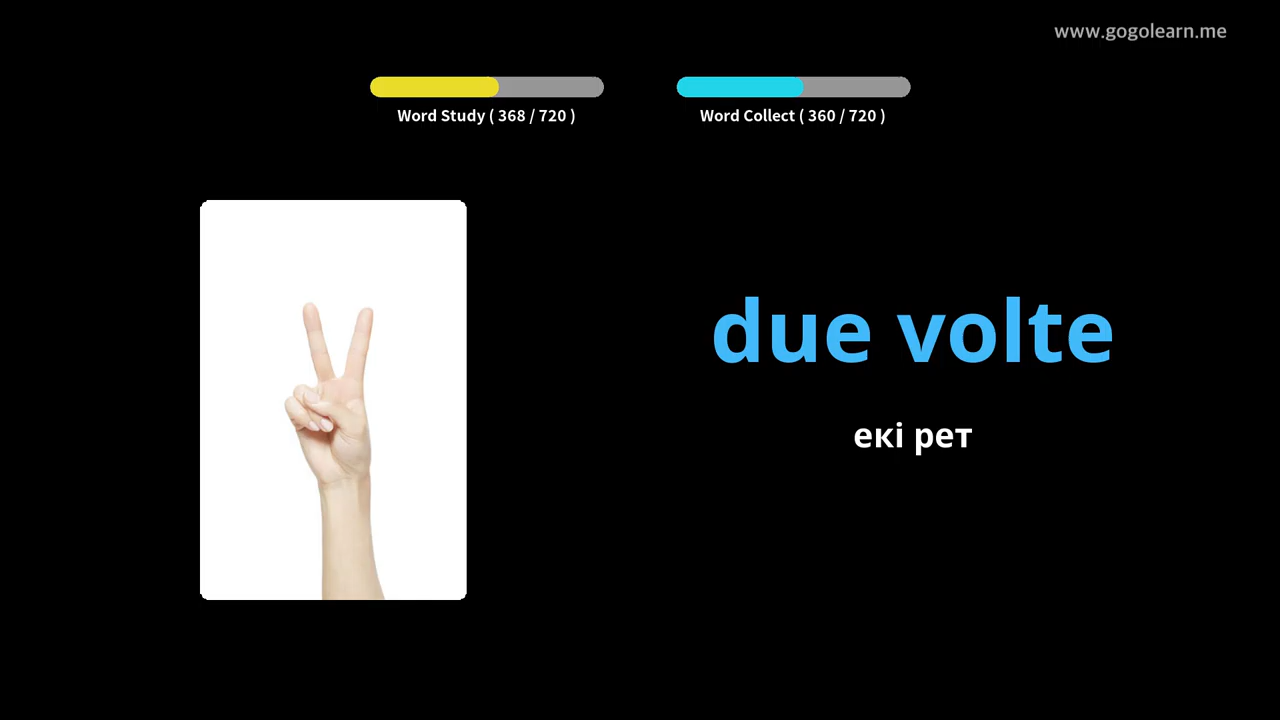 www.gogolearn.me
Word Study ( 368 / 720 )
Word Collect ( 360 / 720 )
due volte
екі рет